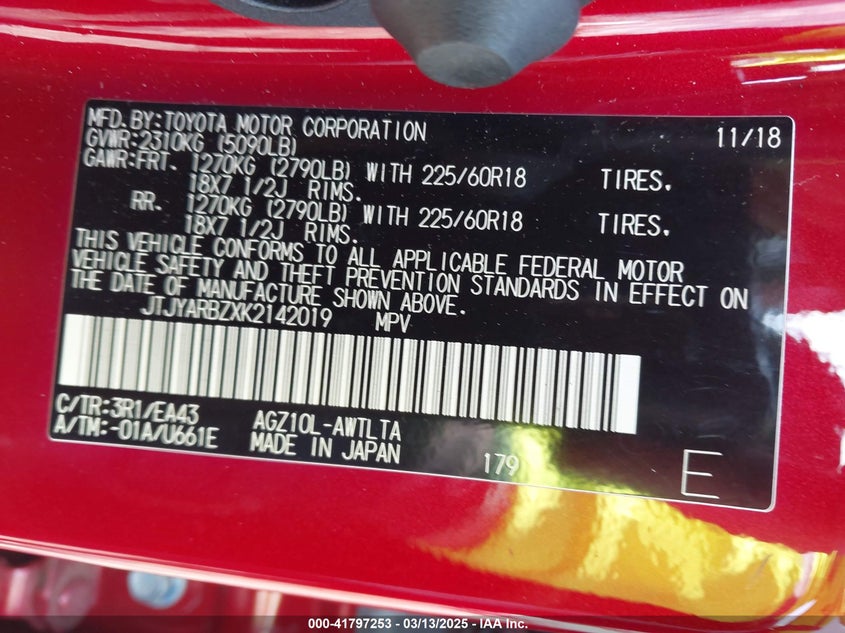 MFD. BY:TOYOTA MOTOR CORPORATION 11/18
GVWR:2310KG (5090LB)
GAWR:FRT. 1270KG (2790LB) WITH 225/60R18 TIRES.
18X7 1/2J RIMS.
RR. 1270KG (2790LB) WITH 225/60R18 TIRES.
18X7 1/2J RIMS.
THIS VEHICLE CONFORMS TO ALL APPLICABLE FEDERAL MOTOR
VEHICLE SAFETY AND THEFT PREVENTION STANDARDS IN EFFECT ON
THE DATE OF MANUFACTURE SHOWN ABOVE.
JTJYARBZXK2142019 MPV
C/TR:3R1/EA43 AGZ10L-AWTLTA
A/TM:-01A/U661E MADE IN JAPAN 179 E
000-41797253 — 03/13/2025 — IAA Inc.